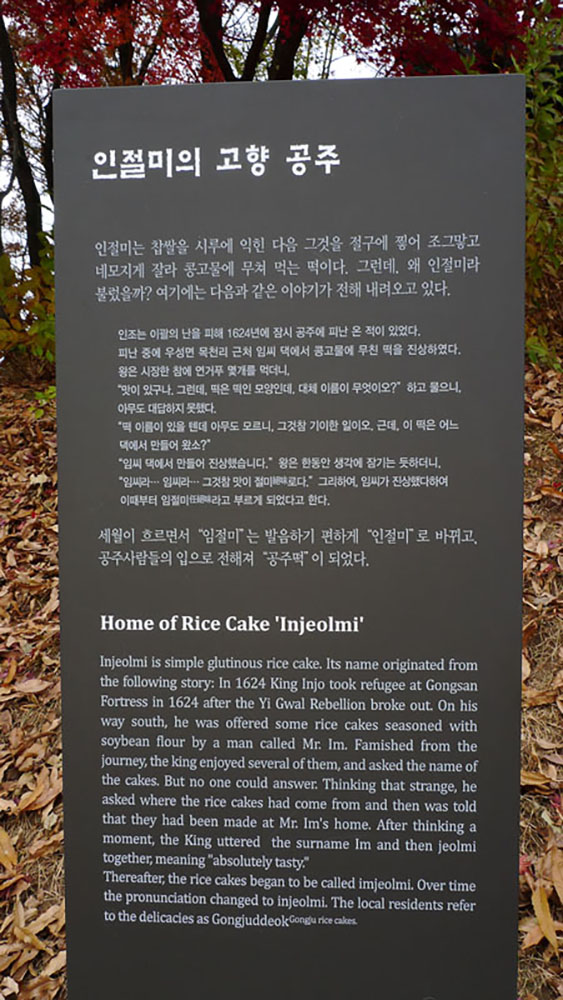 인절미의 고향 공주
인절미는 찹쌀을 시루에 익힌 다음 그것을 절구에 찧어 조그맣고
네모지게 잘라 콩고물에 무쳐 먹는 떡이다. 그런데, 왜 인절미라
불렀을까? 여기에는 다음과 같은 이야기가 전해 내려오고 있다.
인조는 이괄의 난을 피해 1624년에 잠시 공주에 피난 온 적이 있었다.
피난 중에 우성면 목천리 근처 임씨 댁에서 콩고물에 무친 떡을 진상하였다.
왕은 시장한 참에 연거푸 몇개를 먹더니,
“맛이 있구나. 그런데, 떡은 떡인 모양인데, 대체 이름이 무엇이오?” 하고 물으니,
아무도 대답하지 못했다.
“떡 이름이 있을 텐데 아무도 모르니, 그것참 기이한 일이오. 근데, 이 떡은 어느
댁에서 만들어 왔소?”
“임씨 댁에서 만들어 진상했습니다.” 왕은 한동안 생각에 잠기는 듯하더니,
“임씨라… 임씨라… 그것참 맛이 절미絶味로다.” 그리하여, 임씨가 진상했다하여
이때부터 임절미任絶味라고 부르게 되었다고 한다.
세월이 흐르면서 “임절미”는 발음하기 편하게 “인절미”로 바뀌고,
공주사람들의 입으로 전해져 “공주떡”이 되었다.
Home of Rice Cake 'Injeolmi'
Injeolmi is simple glutinous rice cake. Its name originated from
the following story: In 1624 King Injo took refugee at Gongsan
Fortress in 1624 after the Yi Gwal Rebellion broke out. On his
way south, he was offered some rice cakes seasoned with
soybean flour by a man called Mr. Im. Famished from the
journey, the king enjoyed several of them, and asked the name of
the cakes. But no one could answer. Thinking that strange, he
asked where the rice cakes had come from and then was told
that they had been made at Mr. Im's home. After thinking a
moment, the King uttered the surname Im and then jeolmi
together, meaning "absolutely tasty."
Thereafter, the rice cakes began to be called imjeolmi. Over time
the pronunciation changed to injeolmi. The local residents refer
to the delicacies as Gongjuddeok Gongju rice cakes.